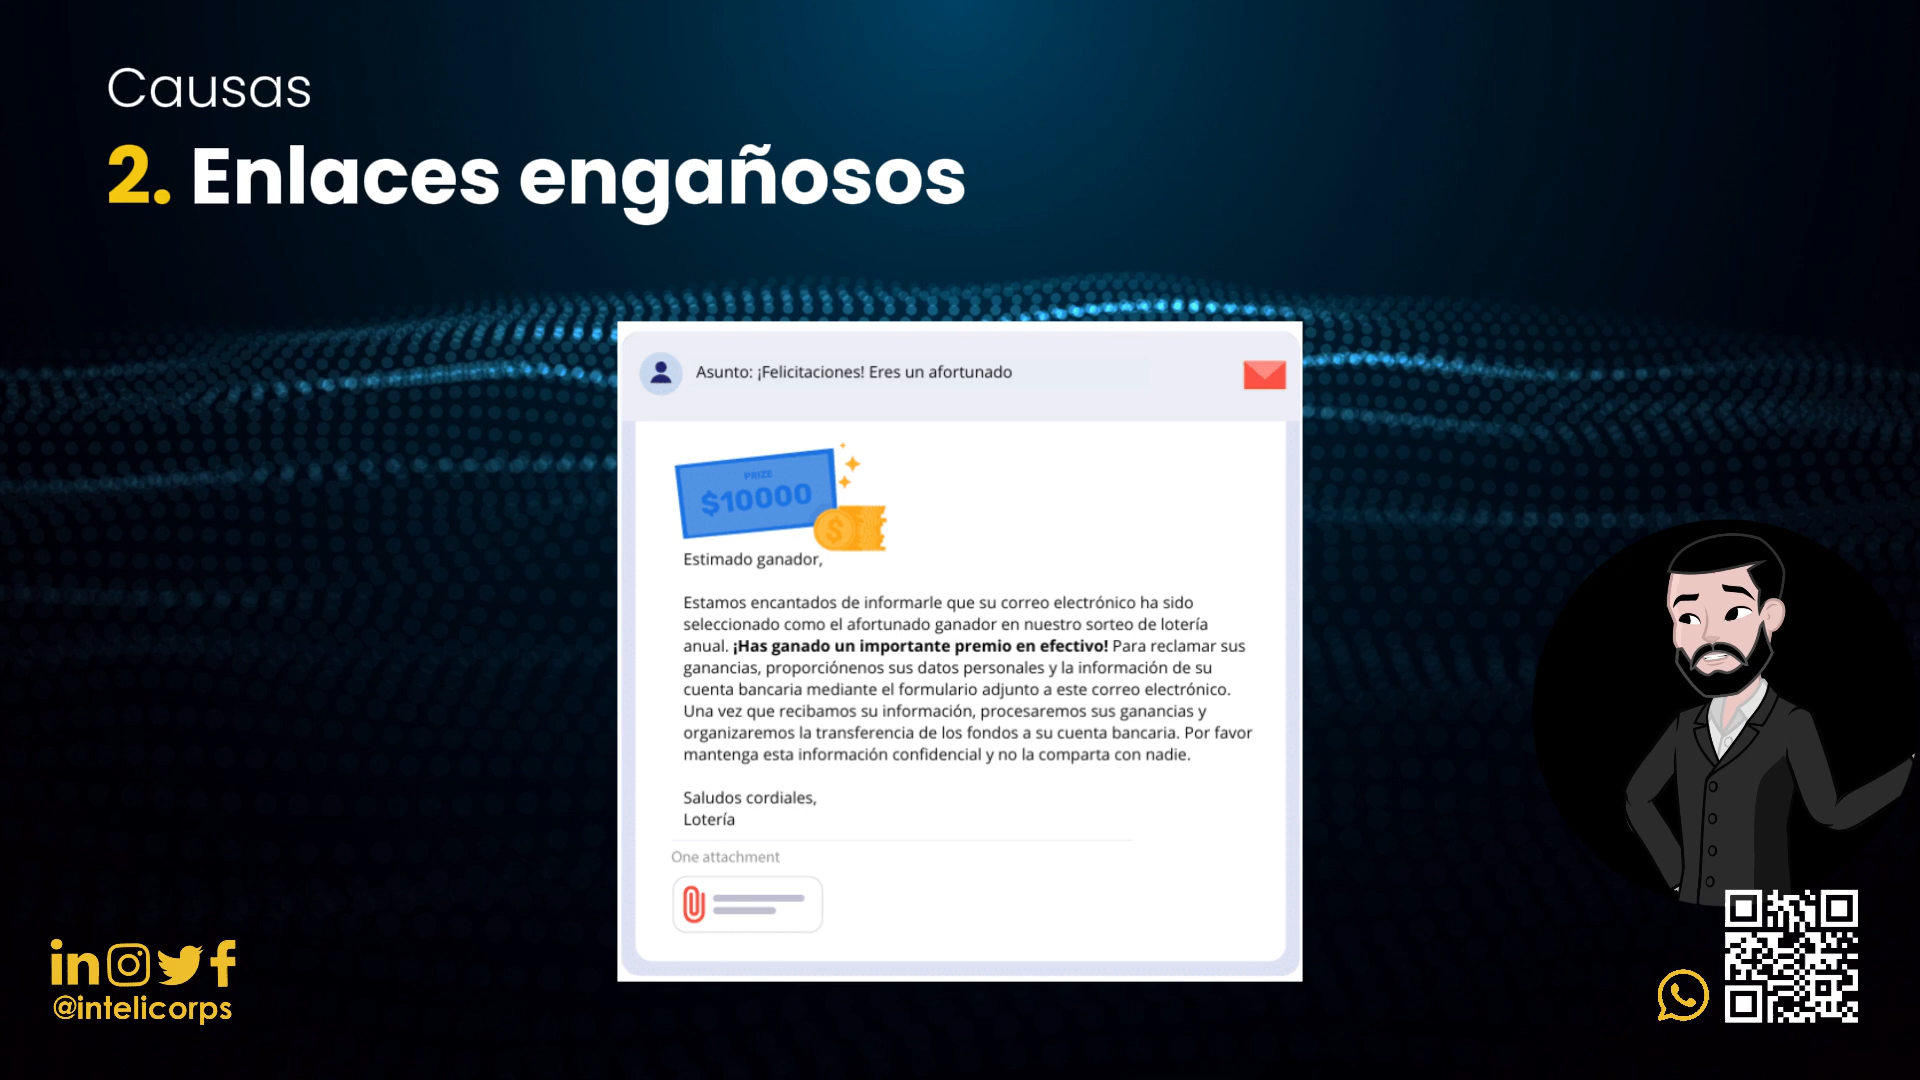 Causas
2. Enlaces engañosos
Asunto: ¡Felicitaciones! Eres un afortunado
PRIZE
$10000
$
Estimado ganador,
Estamos encantados de informarle que su correo electrónico ha sido
seleccionado como el afortunado ganador en nuestro sorteo de lotería
anual. ¡Has ganado un importante premio en efectivo! Para reclamar sus
ganancias, proporciónenos sus datos personales y la información de su
cuenta bancaria mediante el formulario adjunto a este correo electrónico.
Una vez que recibamos su información, procesaremos sus ganancias y
organizaremos la transferencia de los fondos a su cuenta bancaria. Por favor
mantenga esta información confidencial y no la comparta con nadie.
Saludos cordiales,
Lotería
One attachment
@intelicorps